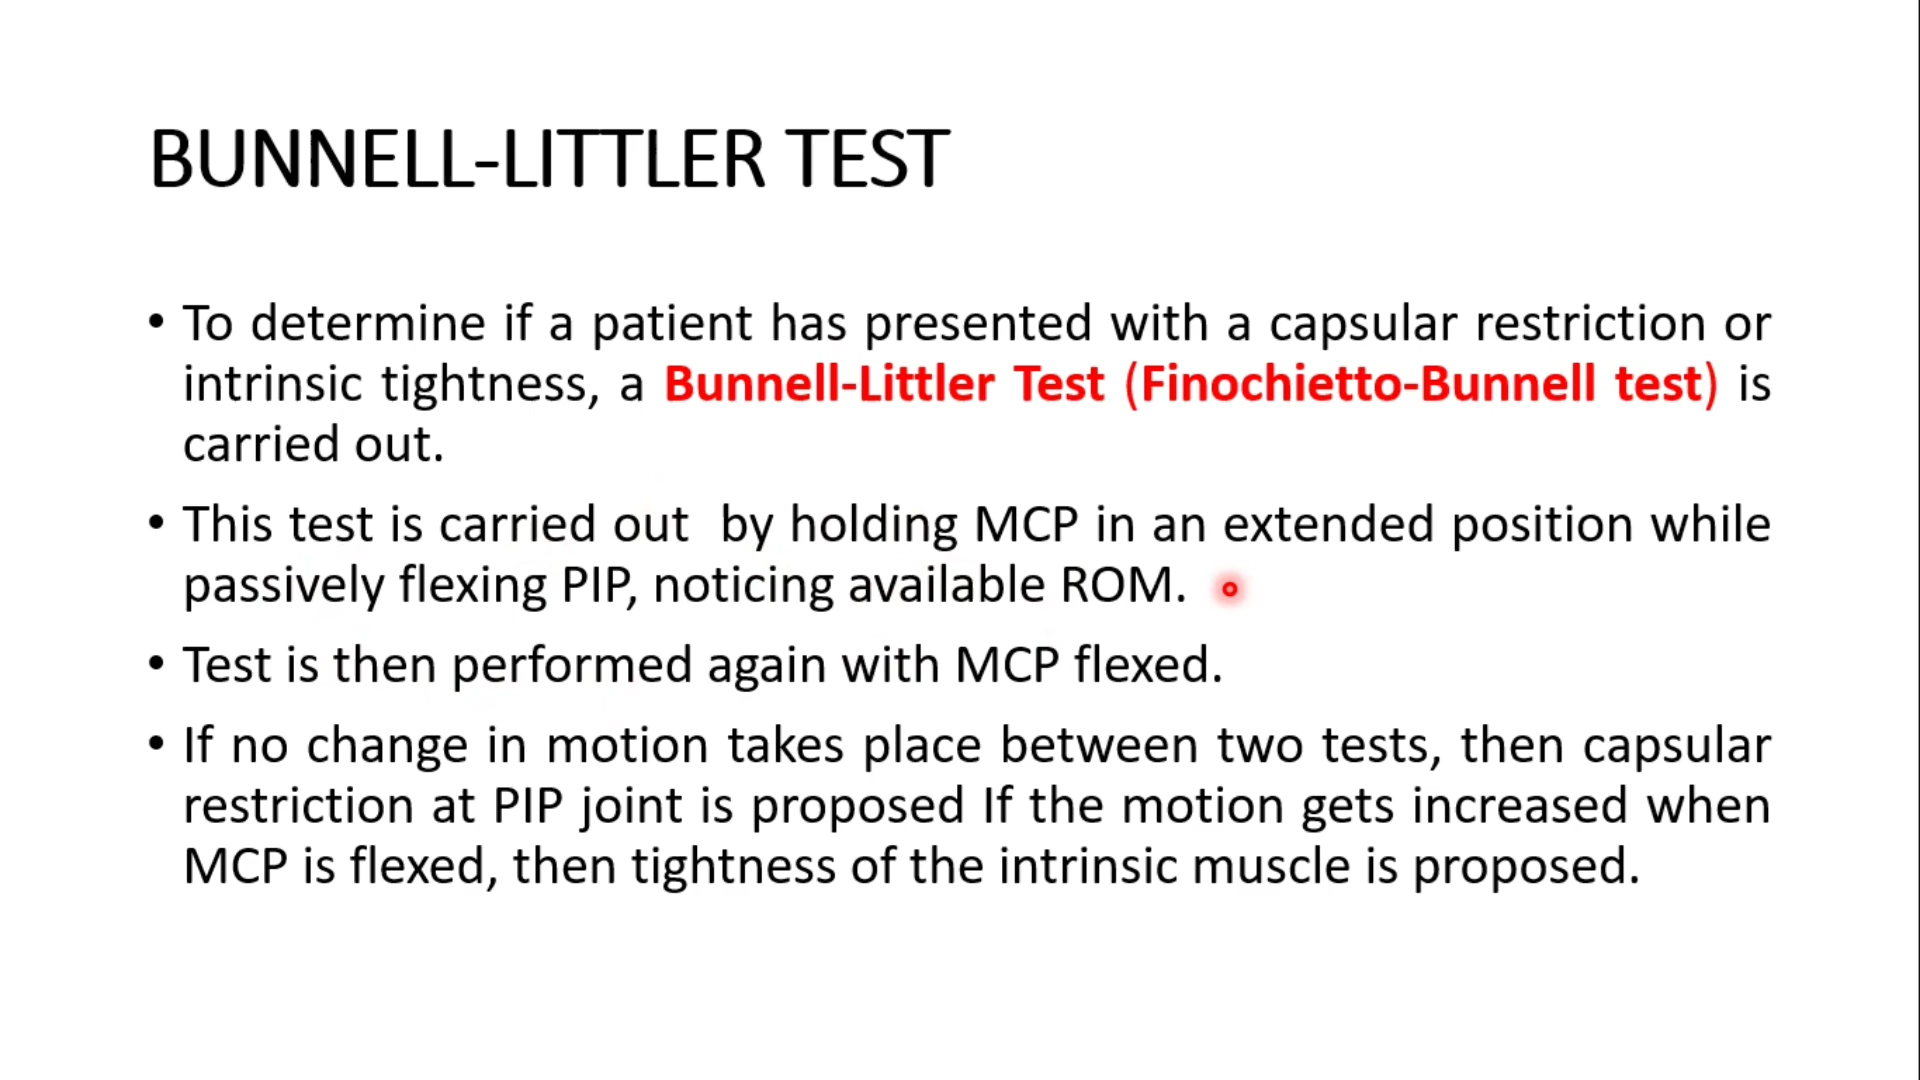 BUNNELL-LITTLER TEST
• To determine if a patient has presented with a capsular restriction or
intrinsic tightness, a Bunnell-Littler Test (Finochietto-Bunnell test) is
carried out.
• This test is carried out  by holding MCP in an extended position while
passively flexing PIP, noticing available ROM.
• Test is then performed again with MCP flexed.
• If no change in motion takes place between two tests, then capsular
restriction at PIP joint is proposed If the motion gets increased when
MCP is flexed, then tightness of the intrinsic muscle is proposed.